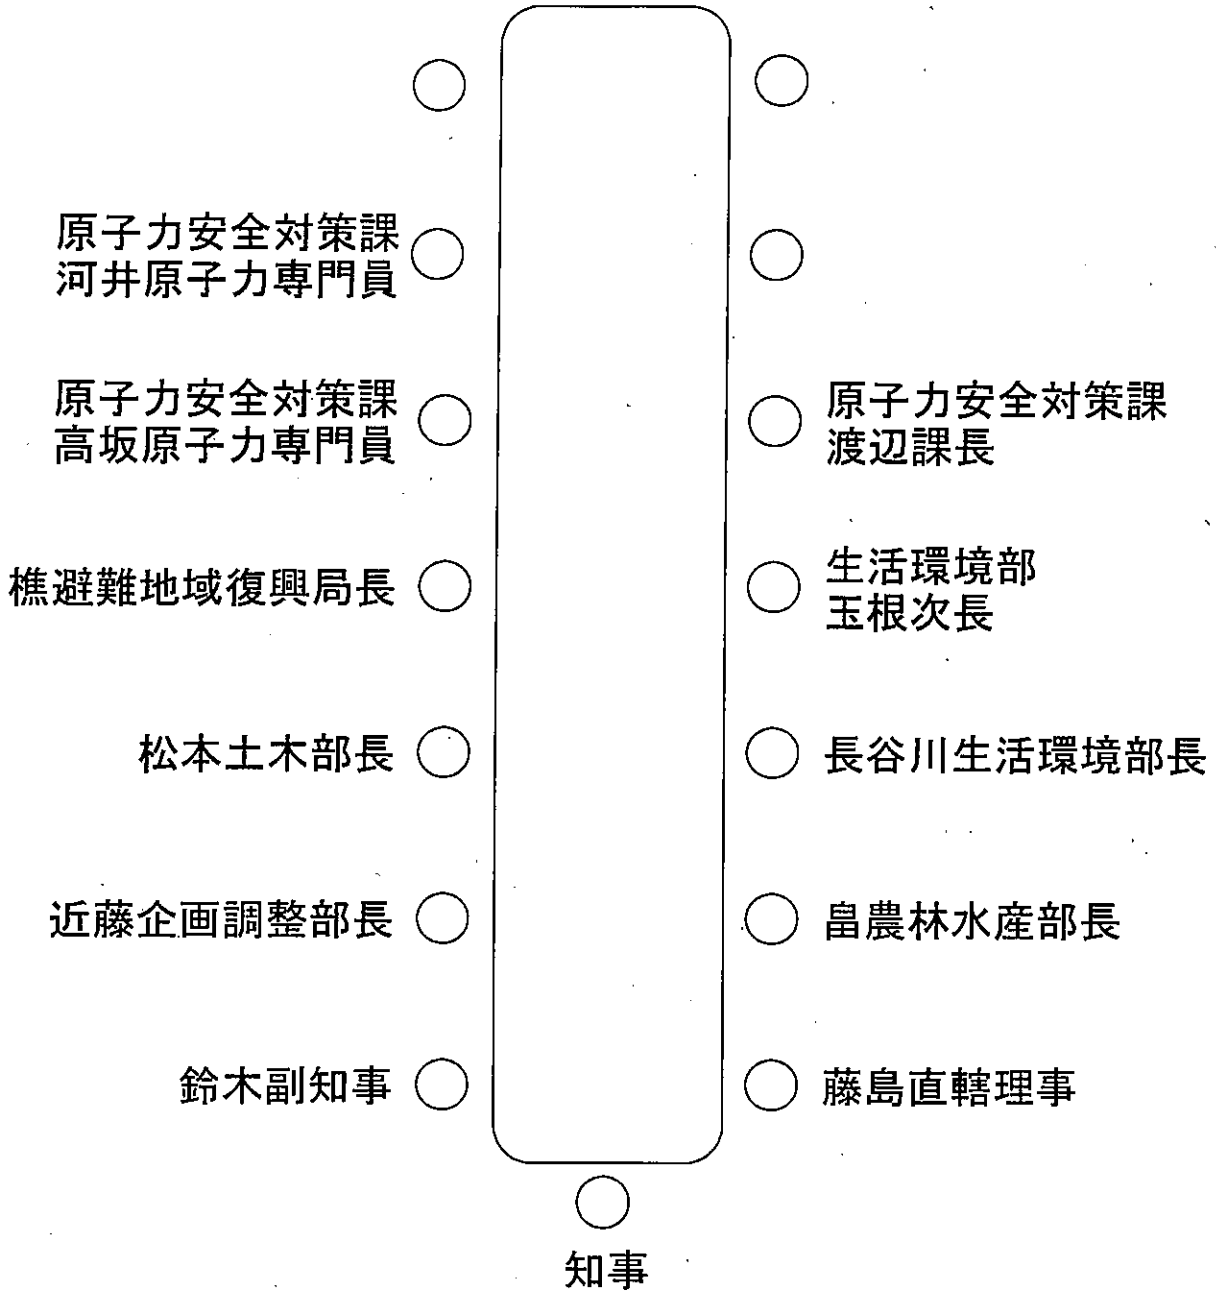 原子力安全対策課
河井原子力専門員
原子力安全対策課
高坂原子力専門員
原子力安全対策課
渡辺課長
樵避難地域復興局長
生活環境部
玉根次長
松本土木部長
長谷川生活環境部長
近藤企画調整部長
畠農林水産部長
鈴木副知事
藤島直轄理事
知事